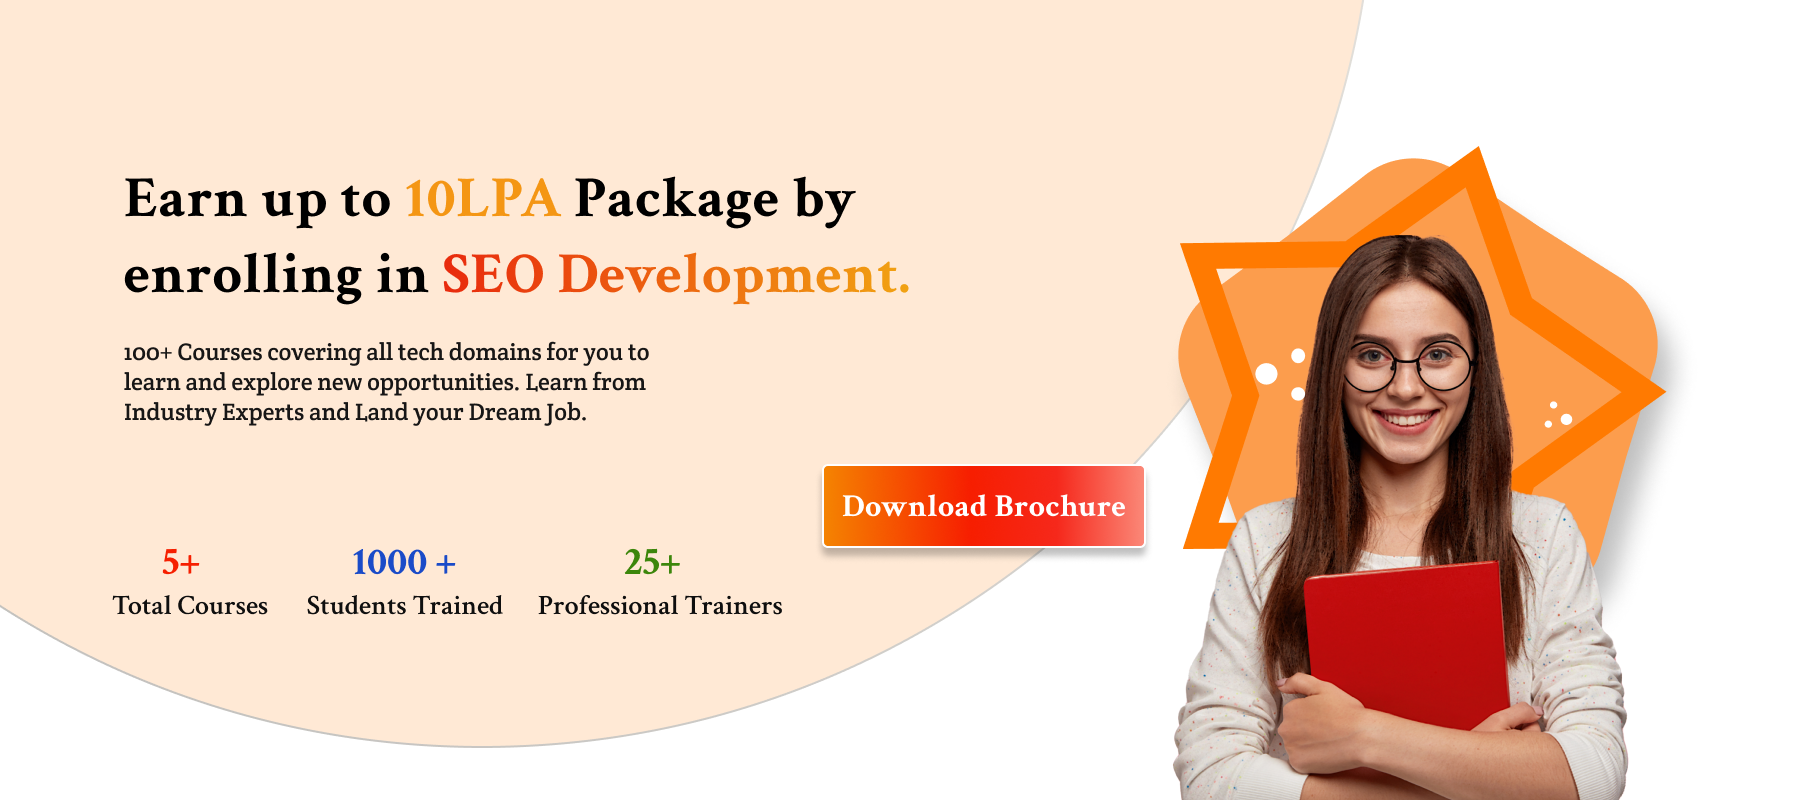 Earn up to 10LPA Package by
enrolling in SEO Development.
100+ Courses covering all tech domains for you to
learn and explore new opportunities. Learn from
Industry Experts and Land your Dream Job.
Download Brochure
5+
Total Courses
1000 +
Students Trained
25+
Professional Trainers